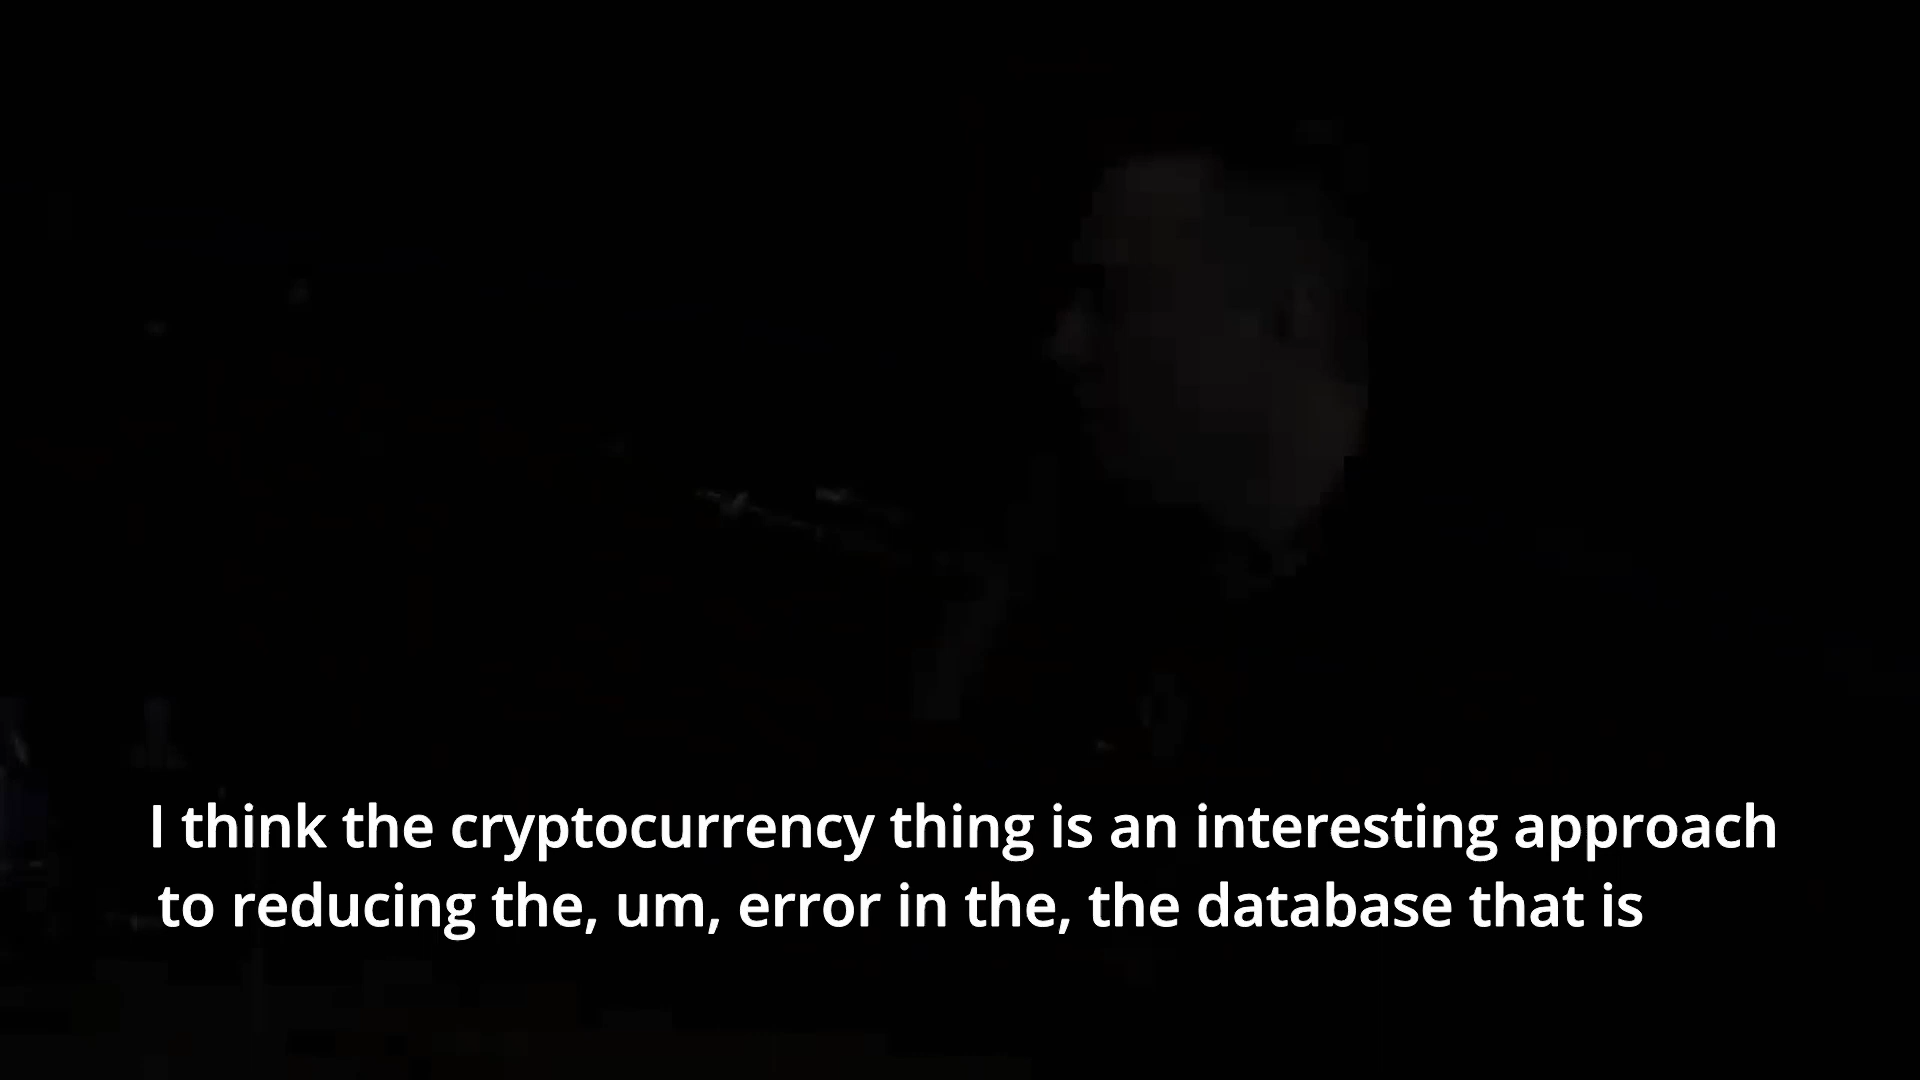 I think the cryptocurrency thing is an interesting approach
to reducing the, um, error in the, the database that is